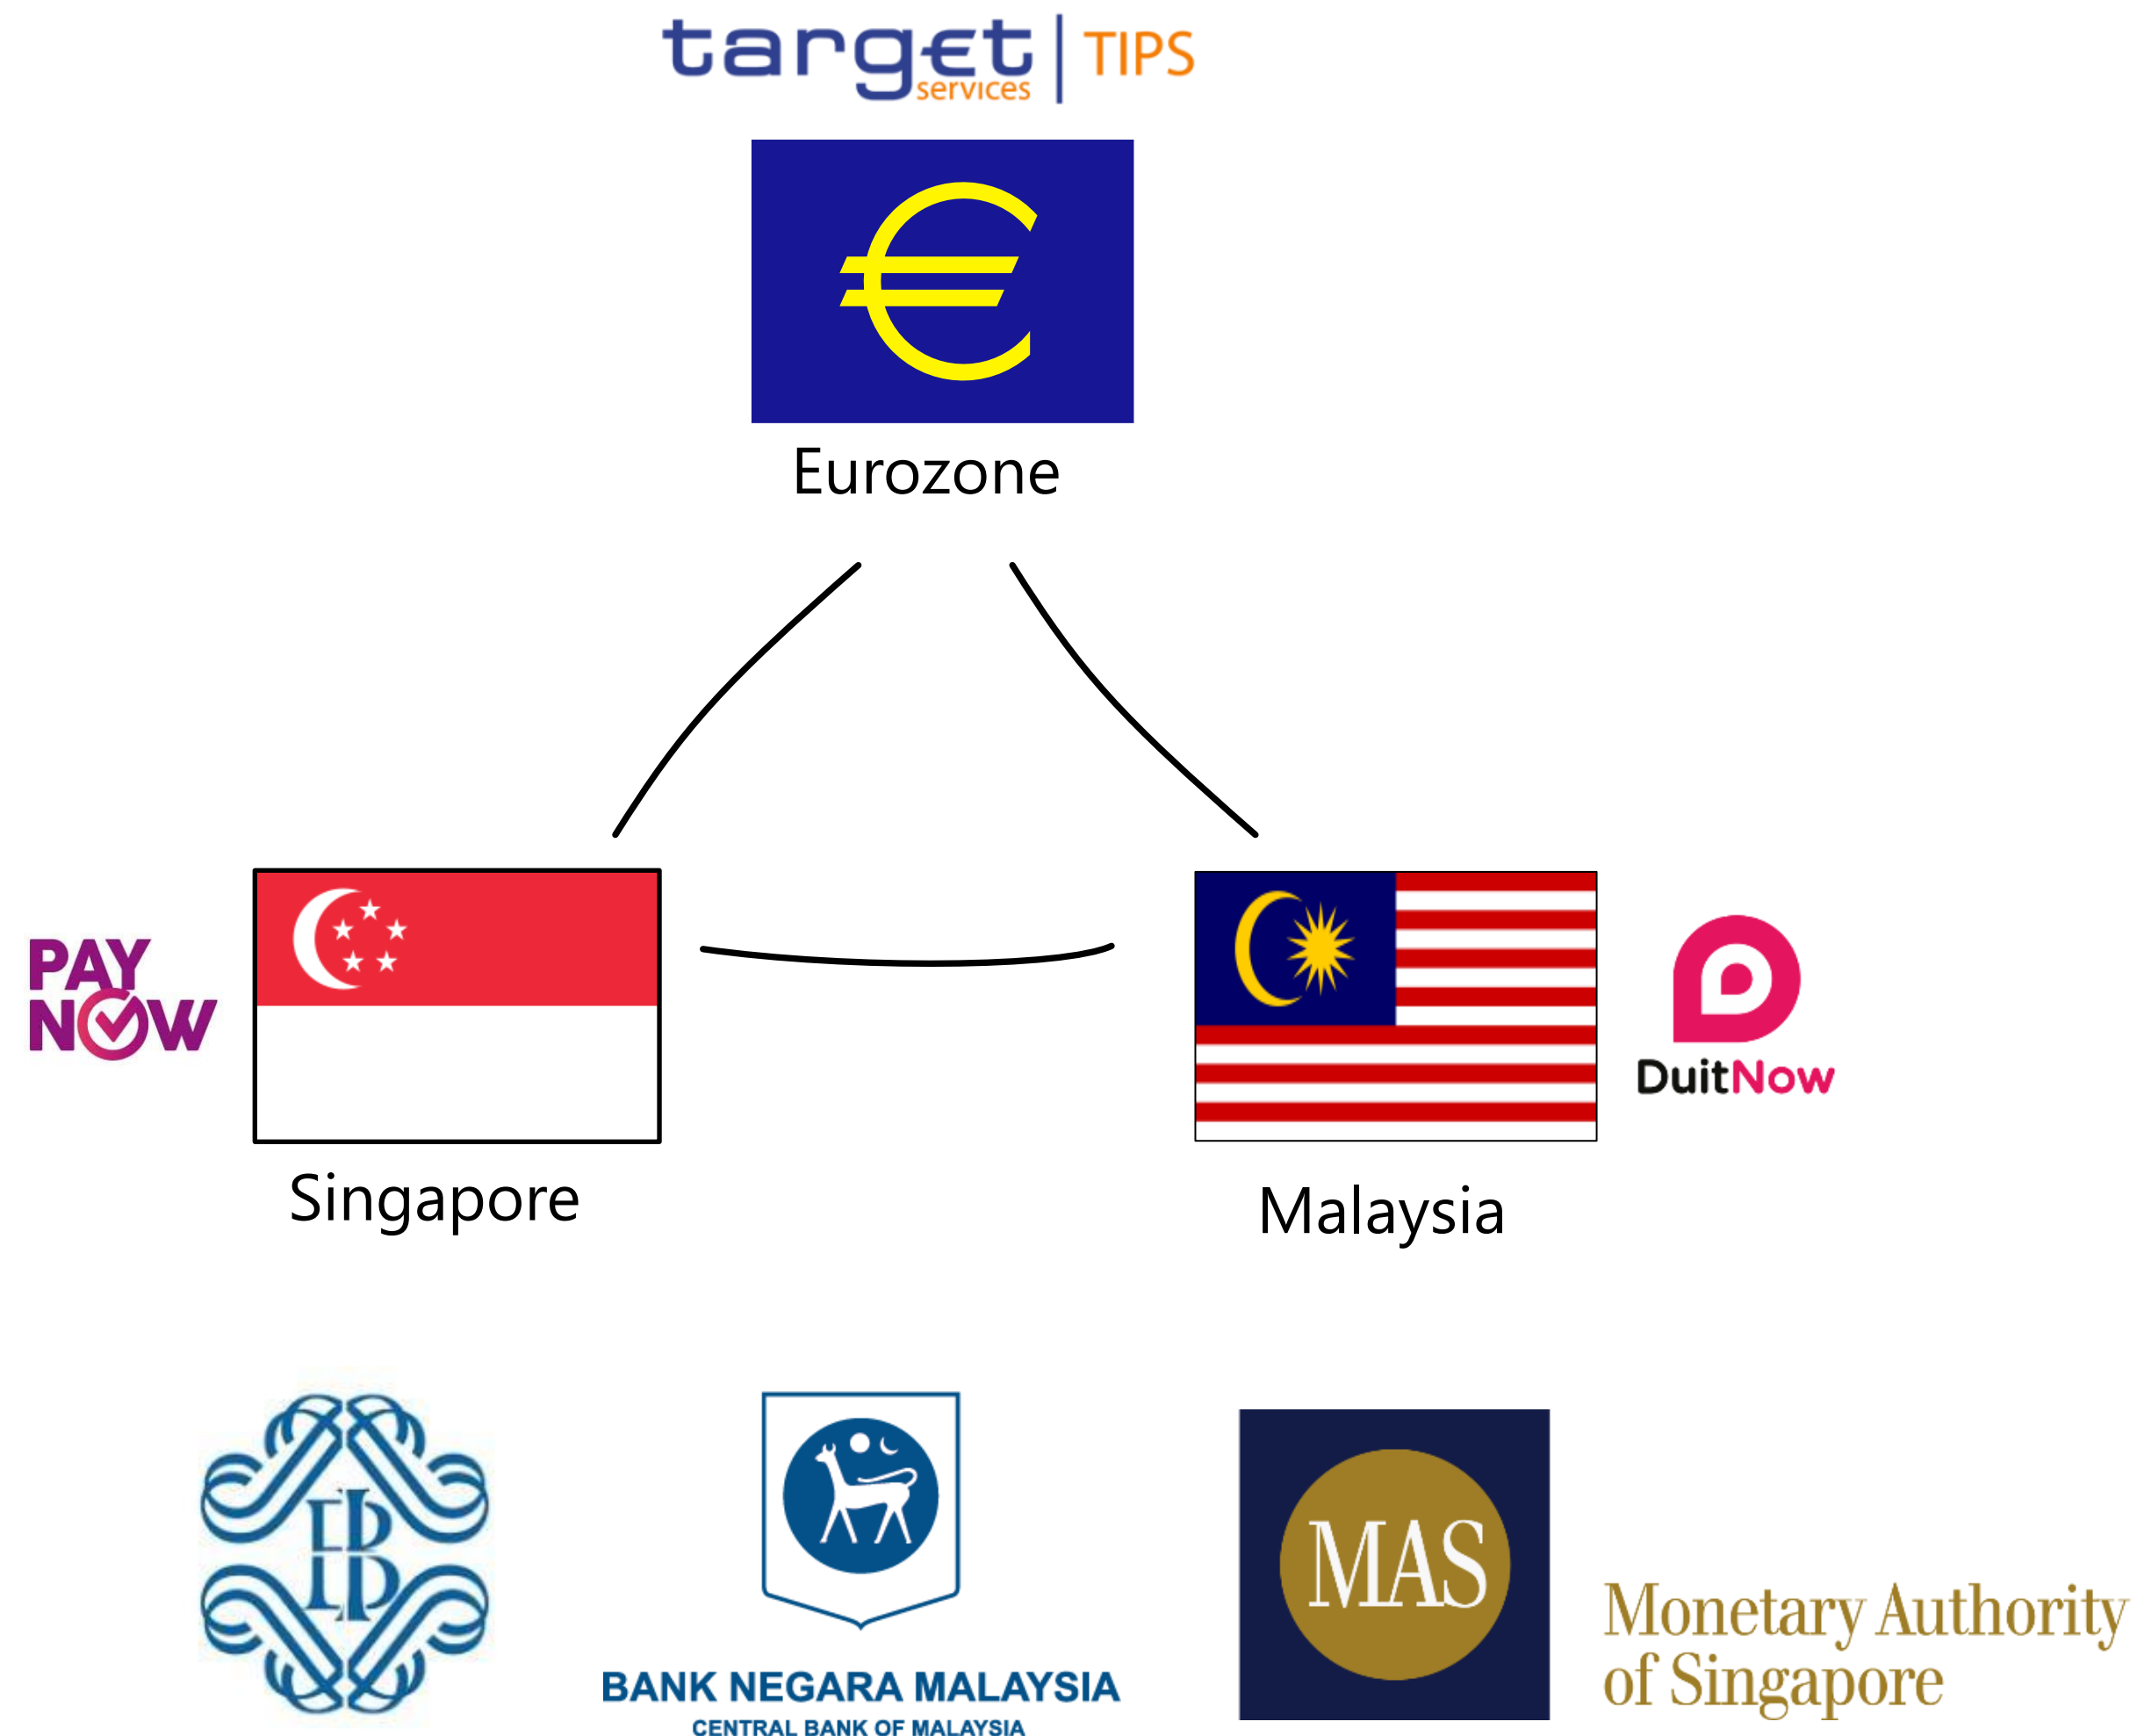 target
services
TIPS
Eurozone
PAY
NOW
Singapore
Malaysia
DuitNow
BI
BANK NEGARA MALAYSIA
CENTRAL BANK OF MALAYSIA
MAS
Monetary Authority
of Singapore